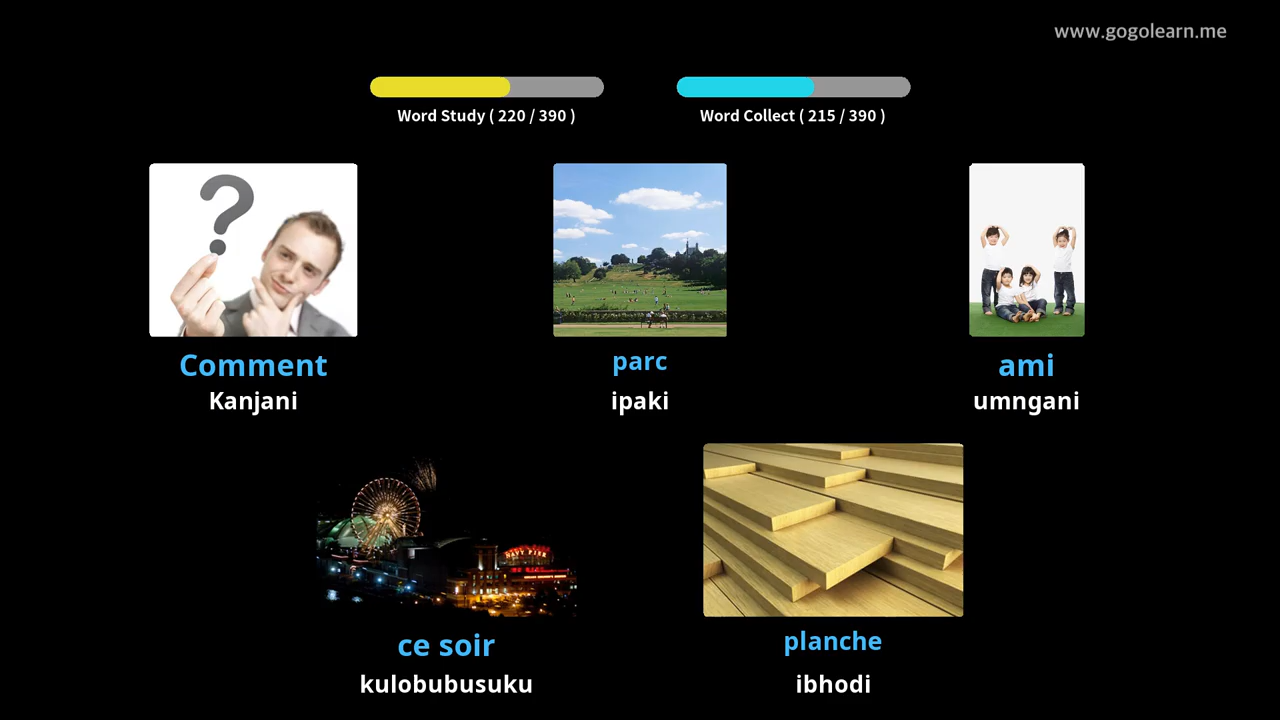 www.gogolearn.me
Word Study ( 220 / 390 )
Word Collect ( 215 / 390 )
Comment
Kanjani
parc
ipaki
ami
umngani
ce soir
kulobubusuku
planche
ibhodi